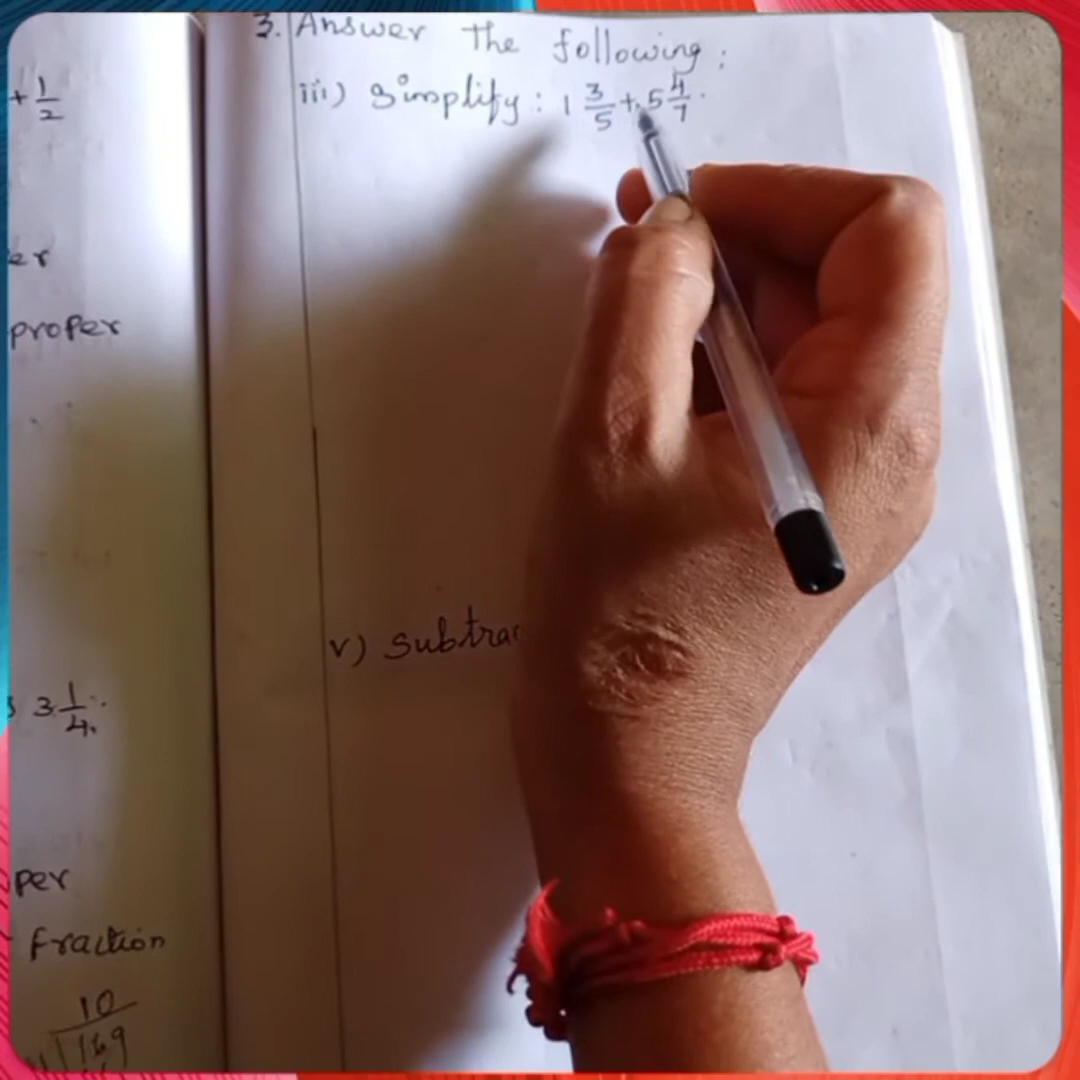 + 1/2
er
proper
3 1/4.
per
Fraction
10
169
3. Answer the following:
iii) Simplify: 1 3/5 + 5 4/7.
v) Subtrac